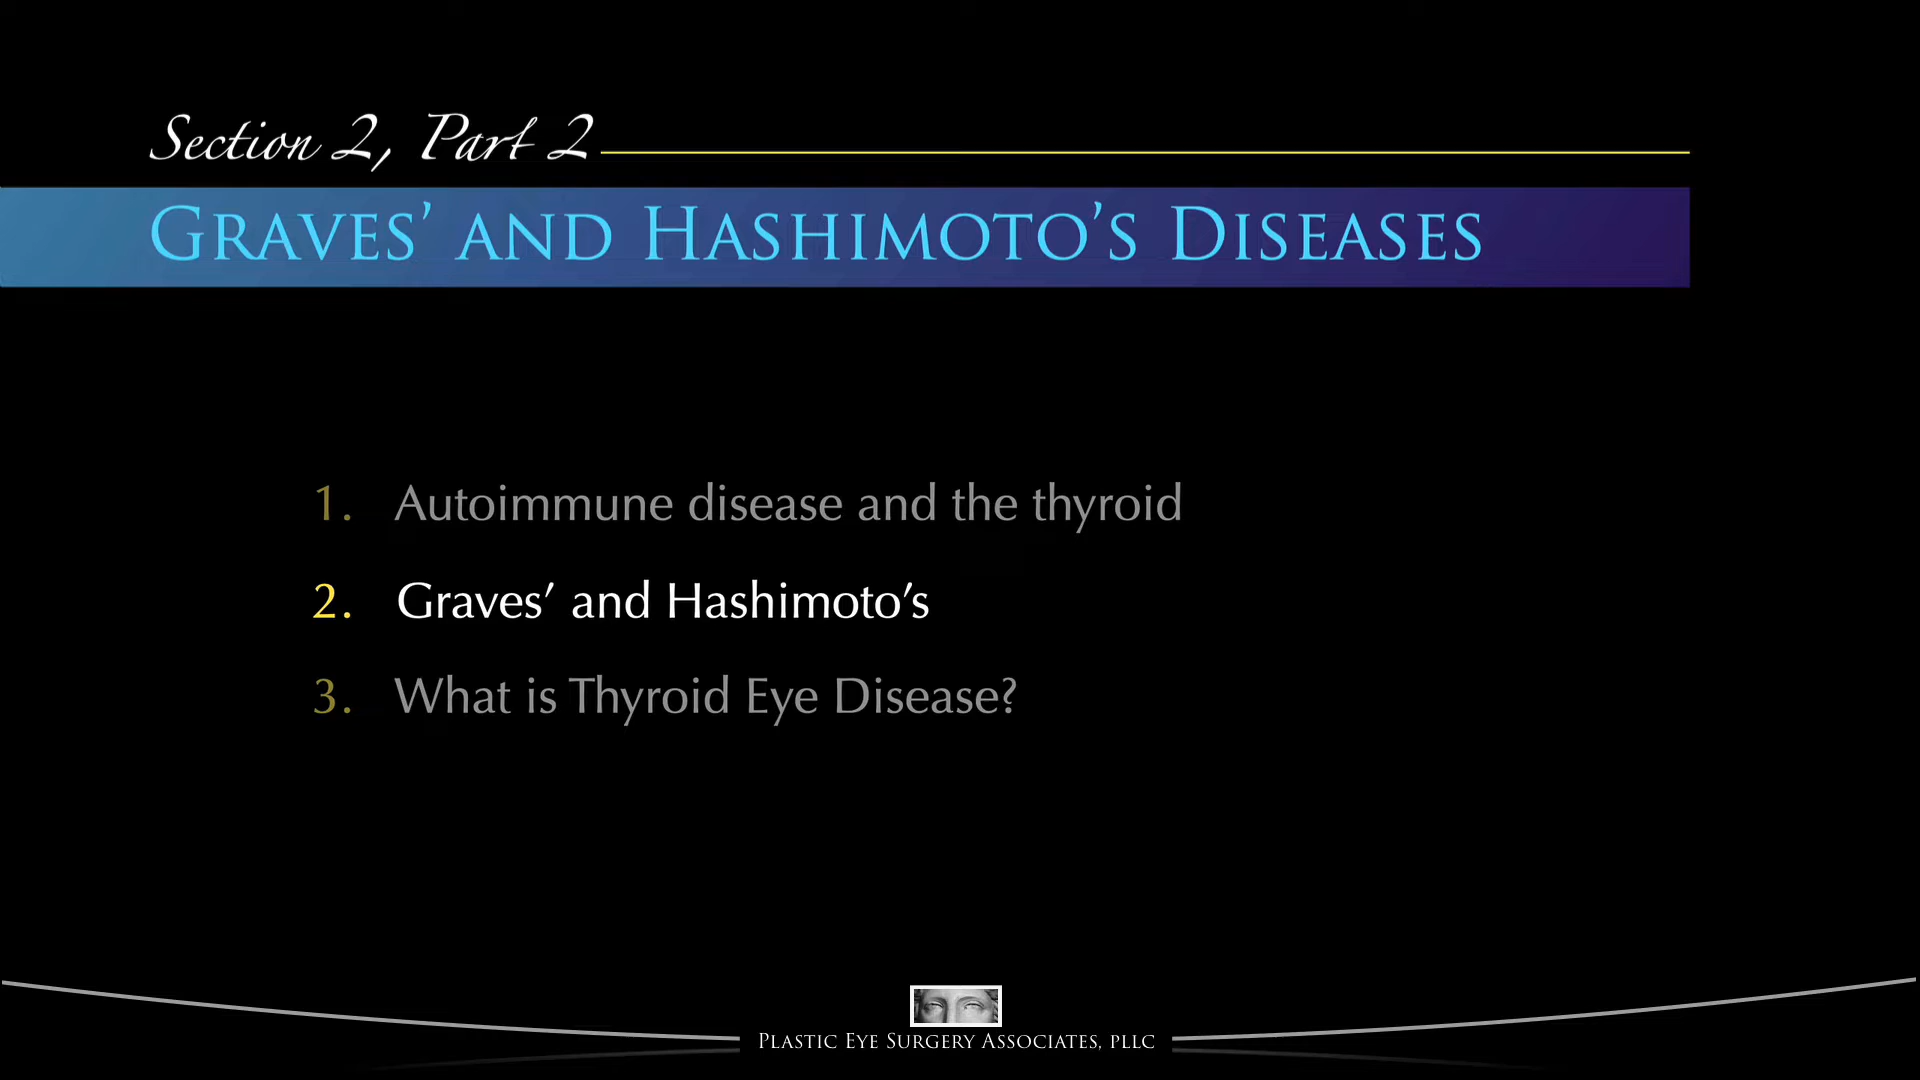 Section 2, Part 2
Graves’ and Hashimoto’s Diseases
1. Autoimmune disease and the thyroid
2. Graves’ and Hashimoto’s
3. What is Thyroid Eye Disease?
Plastic Eye Surgery Associates, PLLC